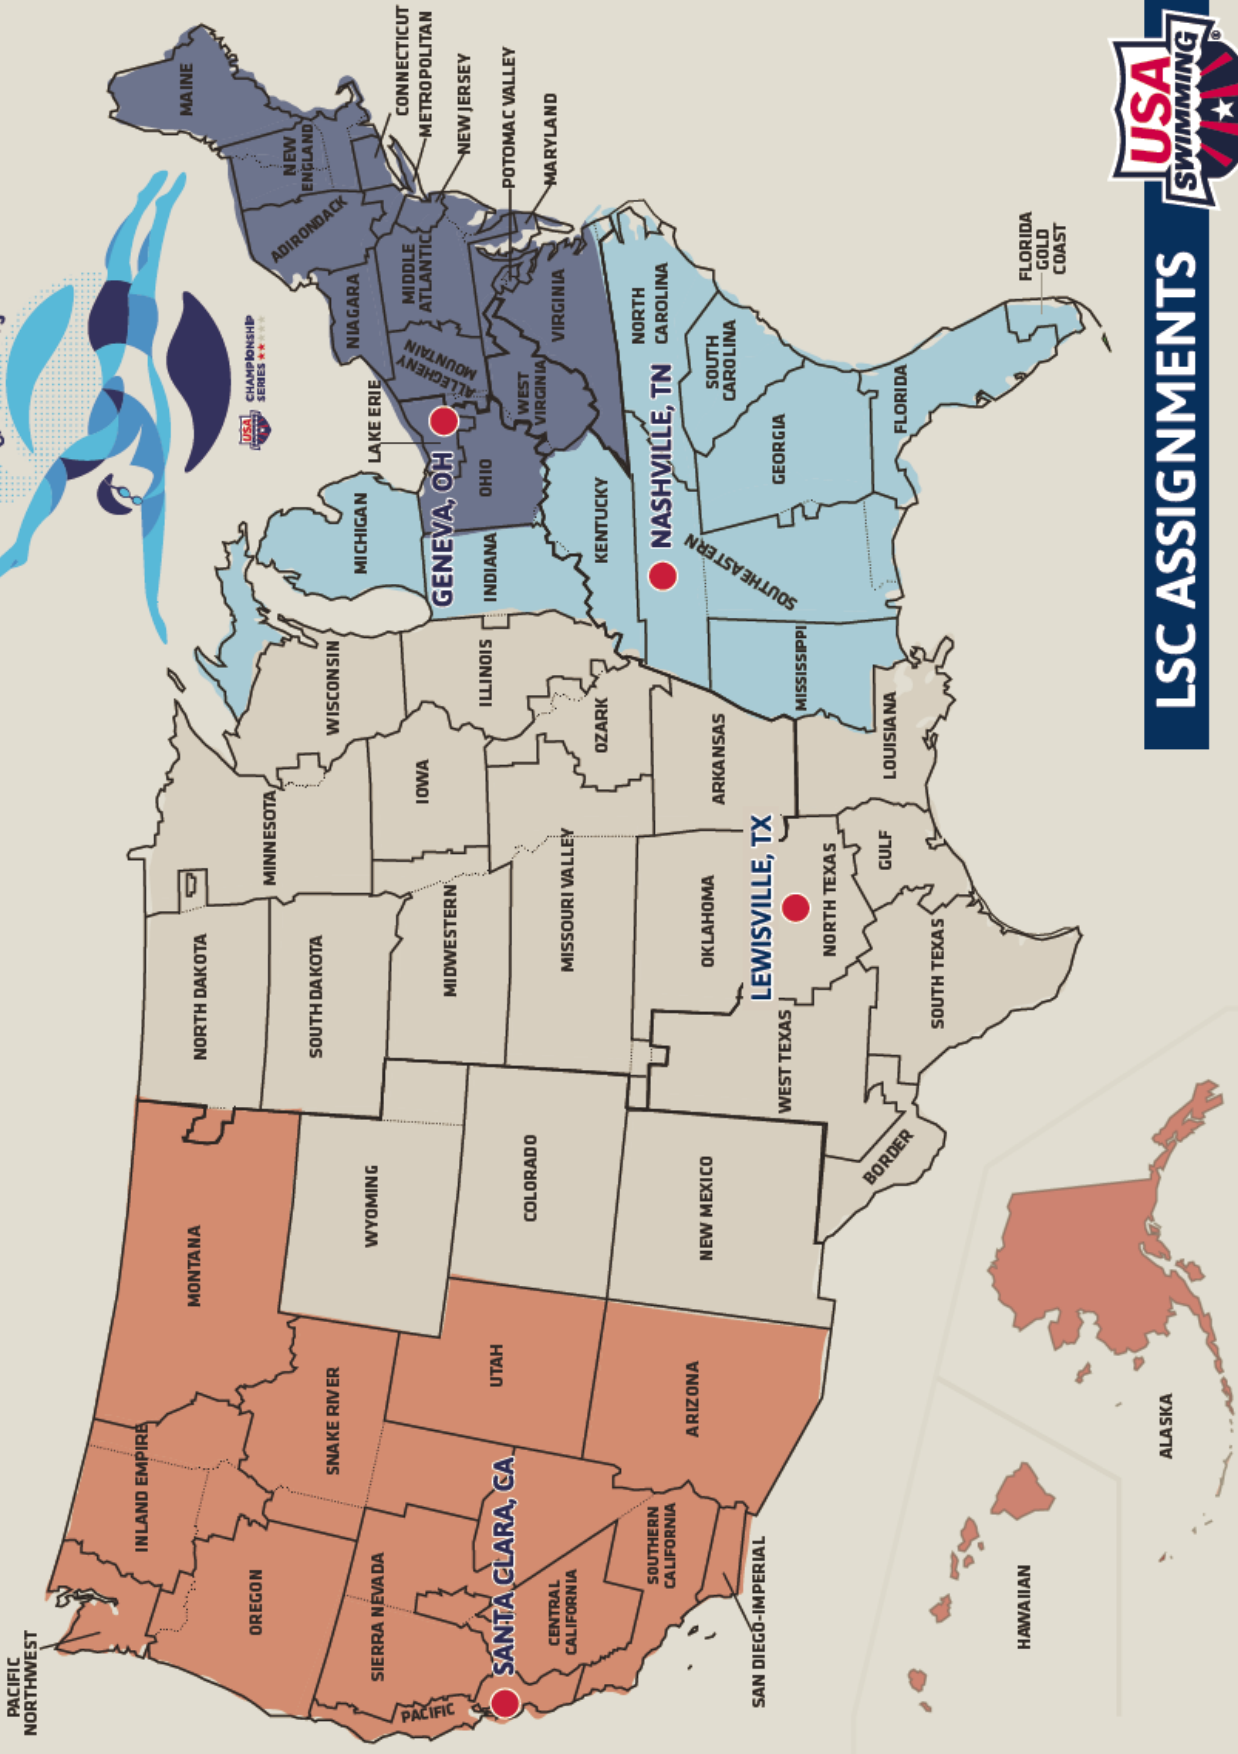 USA
CHAMPIONSHIP
SERIES
PACIFIC
NORTHWEST
INLAND EMPIRE
MONTANA
NORTH DAKOTA
MINNESOTA
OREGON
SNAKE RIVER
WYOMING
SOUTH DAKOTA
WISCONSIN
MICHIGAN
MAINE
NEW
ENGLAND
ADIRONDACK
NIAGARA
LAKE ERIE
CONNECTICUT
METROPOLITAN
NEW JERSEY
POTOMAC VALLEY
MARYLAND
MIDDLE
ATLANTIC
ALLEGHENY
MOUNTAIN
GENEVA, OH
OHIO
WEST
VIRGINIA
VIRGINIA
SIERRA NEVADA
PACIFIC
SANTA CLARA, CA
CENTRAL
CALIFORNIA
SOUTHERN
CALIFORNIA
SAN DIEGO-IMPERIAL
UTAH
ARIZONA
COLORADO
NEW MEXICO
MIDWESTERN
IOWA
ILLINOIS
INDIANA
MISSOURI VALLEY
OZARK
KENTUCKY
NASHVILLE, TN
NORTH
CAROLINA
SOUTH
CAROLINA
GEORGIA
SOUTHEASTERN
MISSISSIPPI
FLORIDA
FLORIDA
GOLD
COAST
OKLAHOMA
ARKANSAS
LOUISIANA
LEWISVILLE, TX
NORTH TEXAS
WEST TEXAS
GULF
SOUTH TEXAS
BORDER
HAWAIIAN
ALASKA
LSC ASSIGNMENTS
USA
SWIMMING
®